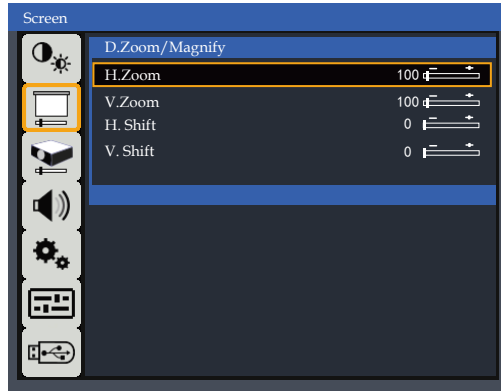 Screen
D.Zoom/Magnify
H.Zoom 100
V.Zoom 100
H. Shift 0
V. Shift 0